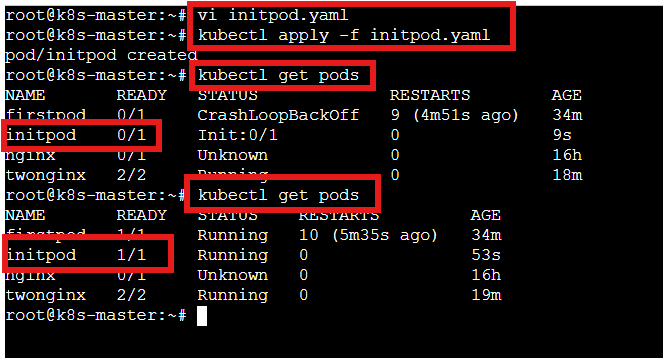 root@k8s-master:~# vi initpod.yaml
root@k8s-master:~# kubectl apply -f initpod.yaml
pod/initpod created
root@k8s-master:~# kubectl get pods
NAME READY STATUS RESTARTS AGE
firstpod 0/1 CrashLoopBackOff 9 (4m51s ago) 34m
initpod 0/1 Init:0/1 0 9s
nginx 0/1 Unknown 0 16h
twonginx 2/2 Running 0 18m
root@k8s-master:~# kubectl get pods
NAME READY STATUS RESTARTS AGE
firstpod 1/1 Running 10 (5m35s ago) 34m
initpod 1/1 Running 0 53s
nginx 0/1 Unknown 0 16h
twonginx 2/2 Running 0 19m
root@k8s-master:~#